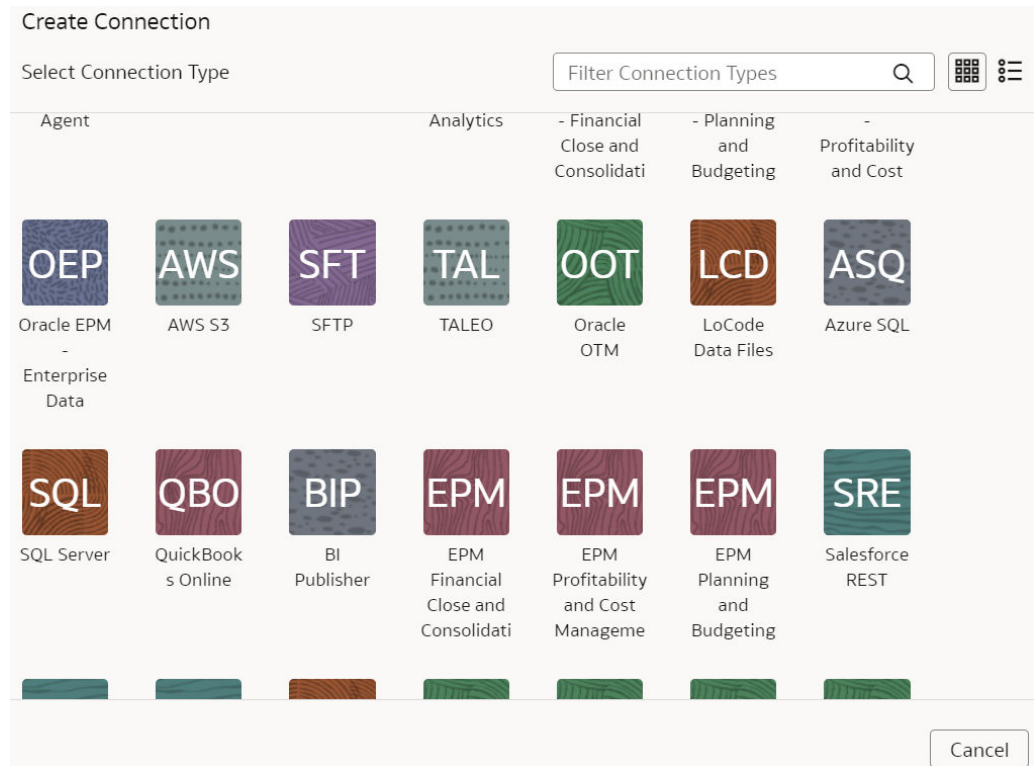 Create Connection
Select Connection Type
Filter Connection Types
Agent
Analytics
- Financial
Close and
Consolidati
- Planning
and
Budgeting
-
Profitability
and Cost
OEP
AWS
SFT
TAL
OOT
LCD
ASQ
Oracle EPM
-
Enterprise
Data
AWS S3
SFTP
TALEO
Oracle
OTM
LoCode
Data Files
Azure SQL
SQL
QBO
BIP
EPM
EPM
EPM
SRE
SQL Server
QuickBook
s Online
BI
Publisher
EPM
Financial
Close and
Consolidati
EPM
Profitability
and Cost
Manageme
EPM
Planning
and
Budgeting
Salesforce
REST
Cancel